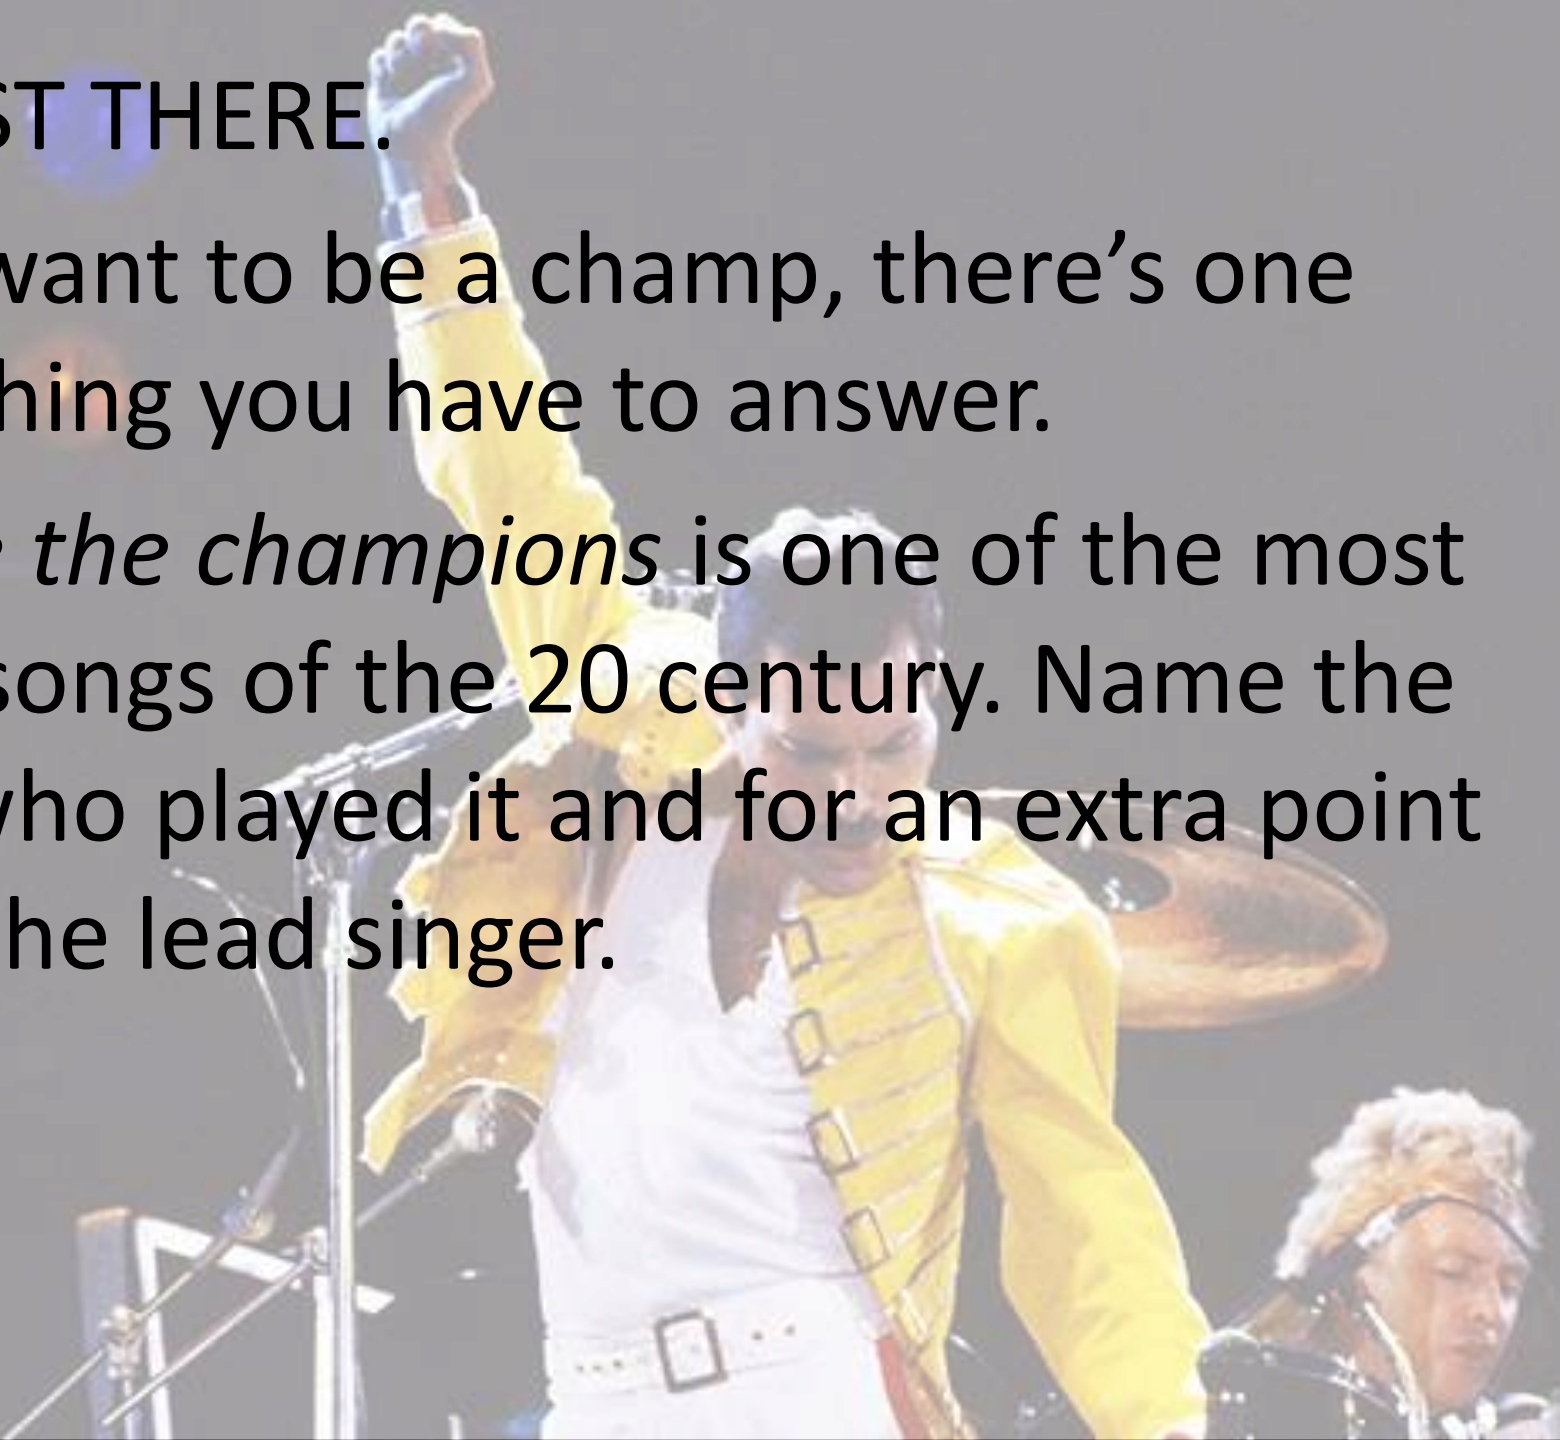 ST THERE.
want to be a champ, there’s one
hing you have to answer.
the champions is one of the most
songs of the 20 century. Name the
who played it and for an extra point
he lead singer.